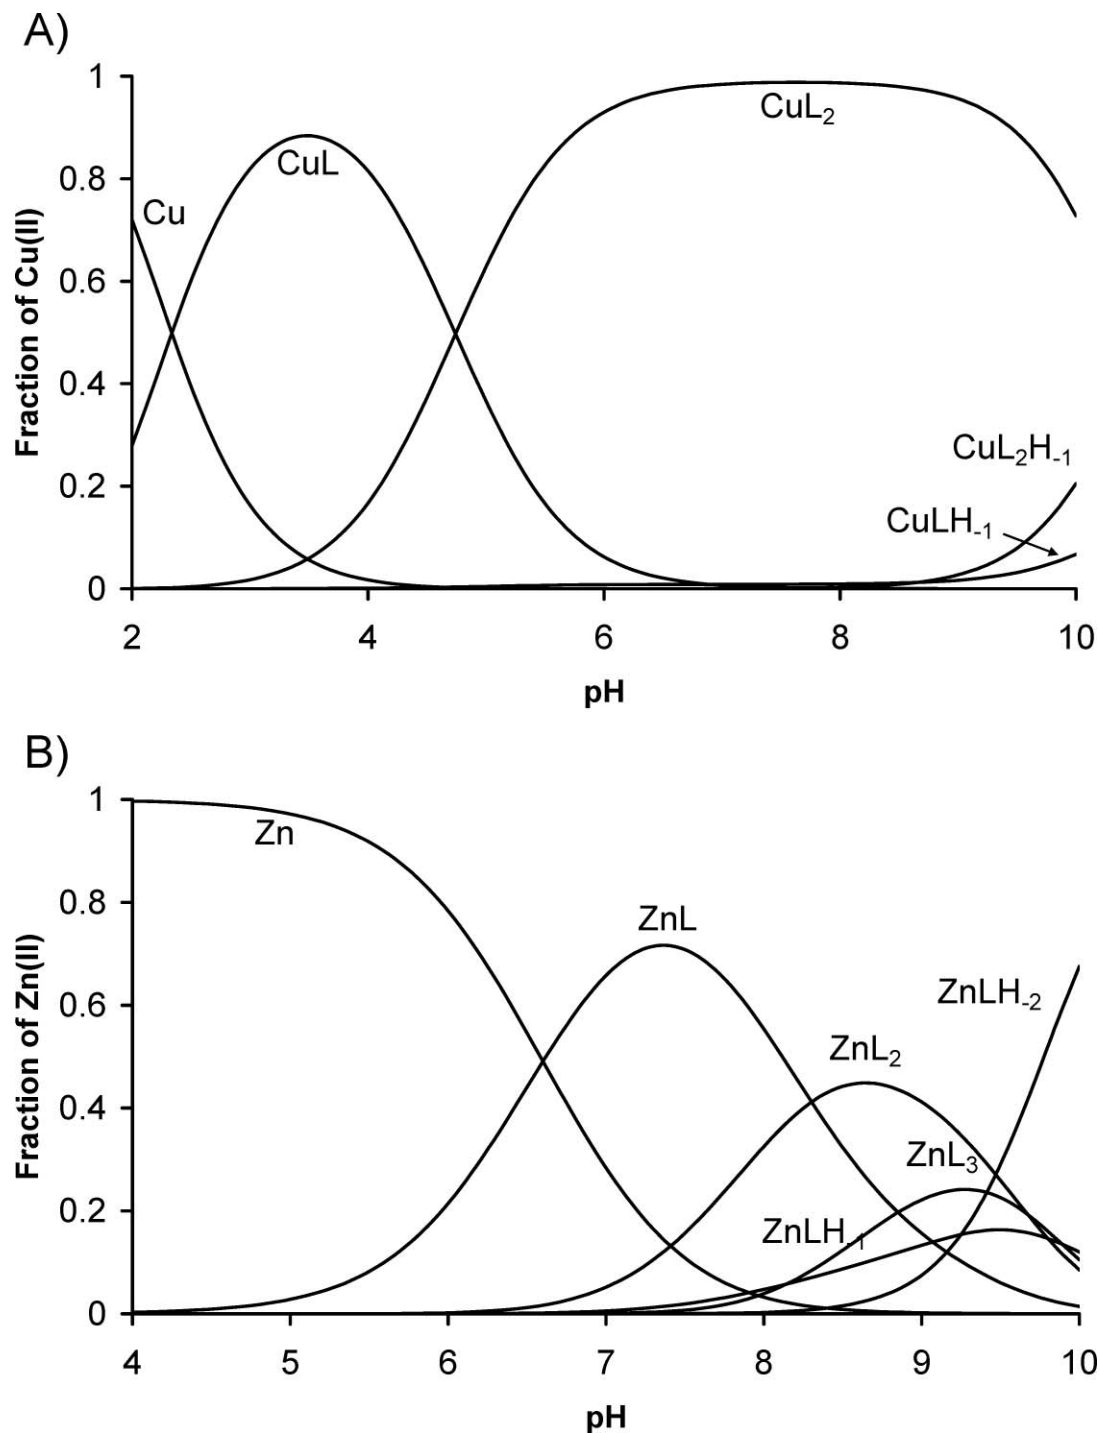 A)
1
CuL₂
CuL
0.8
Cu
0.6
Fraction of Cu(II)
0.4
CuL₂H₋₁
0.2
CuLH₋₁
0
2 4 6 8 10
pH
B)
1
Zn
0.8
ZnL
ZnLH₋₂
0.6
ZnL₂
Fraction of Zn(II)
0.4
ZnL₃
ZnLH₋₁
0.2
0
4 5 6 7 8 9 10
pH